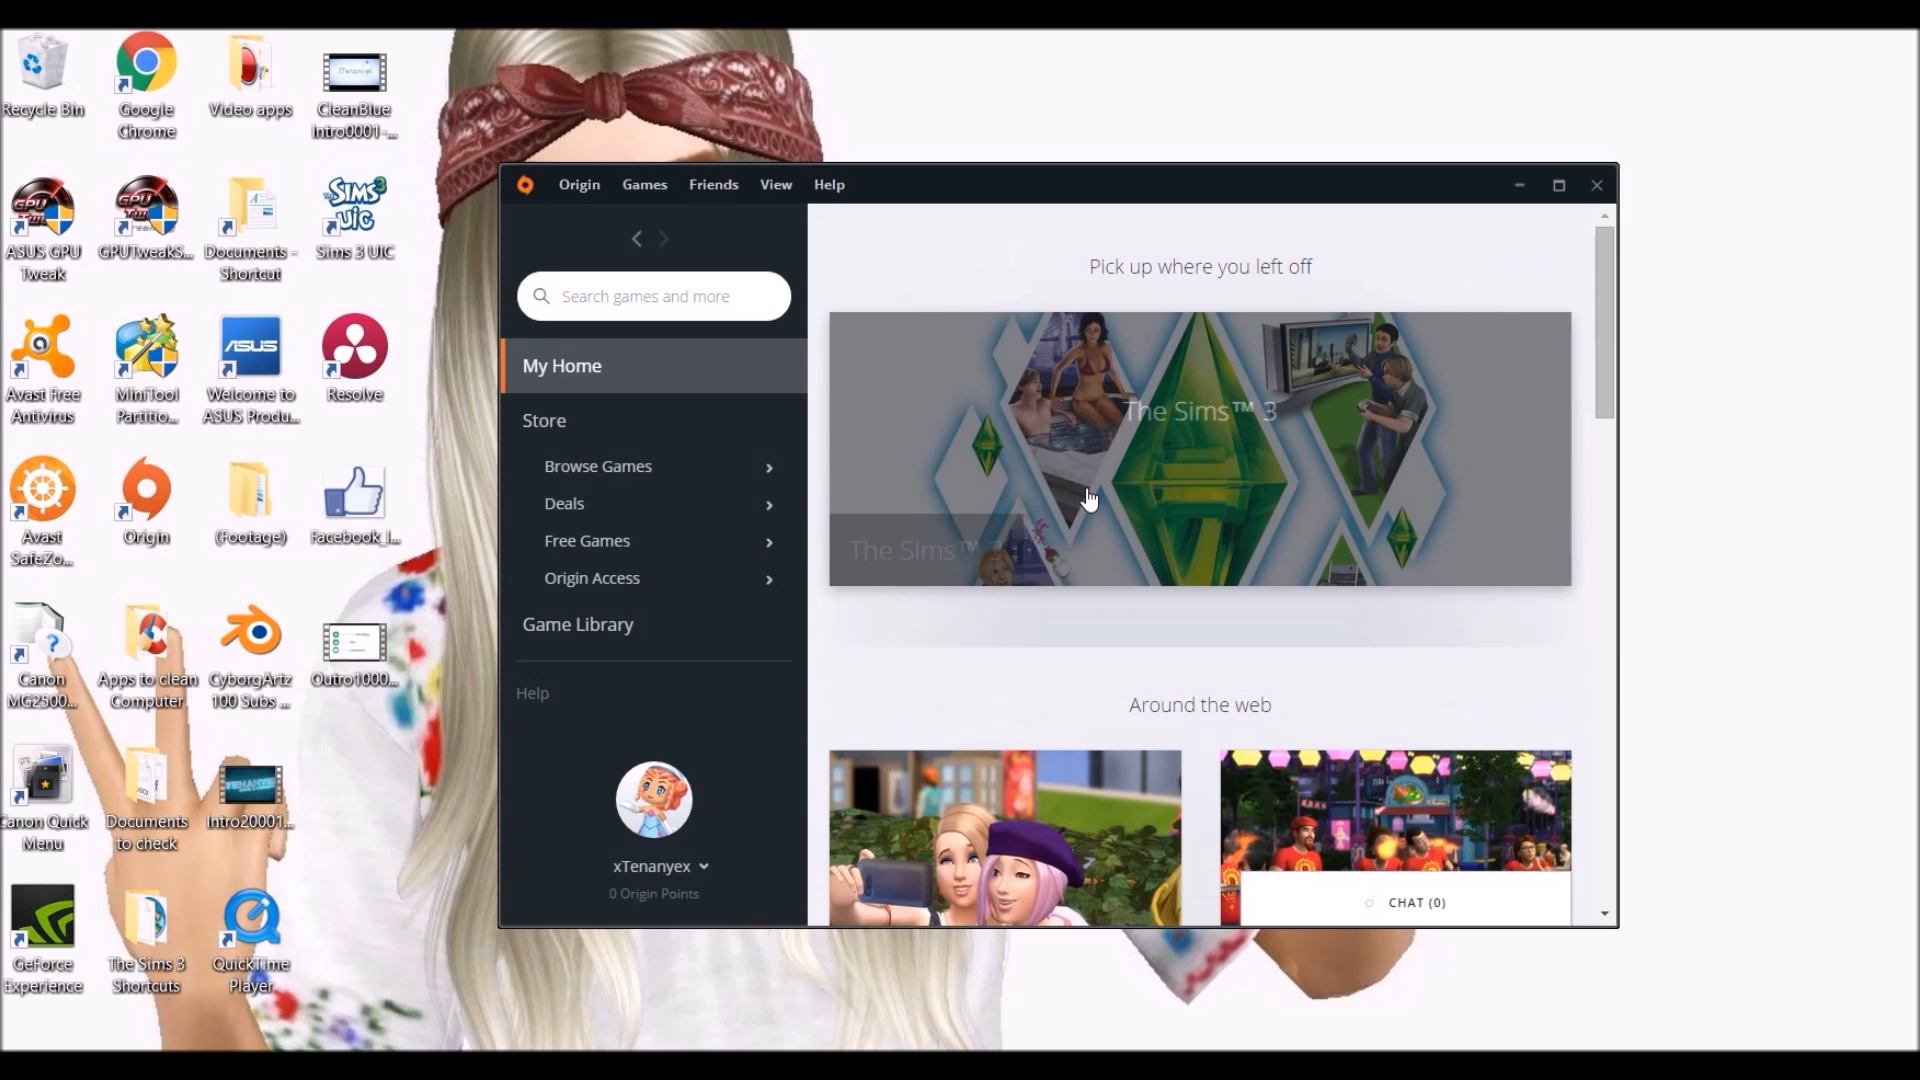 Recycle Bin
Google
Chrome
Video apps
CleanBlue
Intro0001-...
ASUS GPU
Tweak
GPUTweakS...
Documents -
Shortcut
Sims 3 UIC
Avast Free
Antivirus
MiniTool
Partitio...
ASUS
Welcome to
ASUS Produ...
Resolve
Avast
SafeZo...
Origin
(Footage)
Facebook_I...
Canon
MG2500...
Apps to clean
Computer
CyborgArtz
100 Subs ...
Outro1000...
Canon Quick
Menu
Documents
to check
Intro20001...
GeForce
Experience
The Sims 3
Shortcuts
QuickTime
Player
Origin
Games
Friends
View
Help
Search games and more
My Home
Store
Browse Games
Deals
Free Games
Origin Access
Game Library
Help
xTenanyex
0 Origin Points
Pick up where you left off
The Sims™ 3
The Sims™ 3
Around the web
CHAT (0)